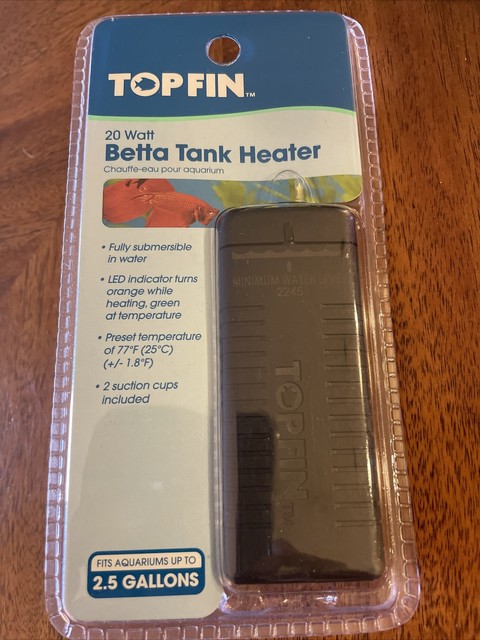 TOPFIN™
20 Watt
Betta Tank Heater
Chauffe-eau pour aquarium
• Fully submersible
in water
• LED indicator turns
orange while
heating, green
at temperature
• Preset temperature
of 77°F (25°C)
(+/- 1.8°F)
• 2 suction cups
included
MINIMUM WATER LEVEL
2245
TOPFIN
FITS AQUARIUMS UP TO
2.5 GALLONS